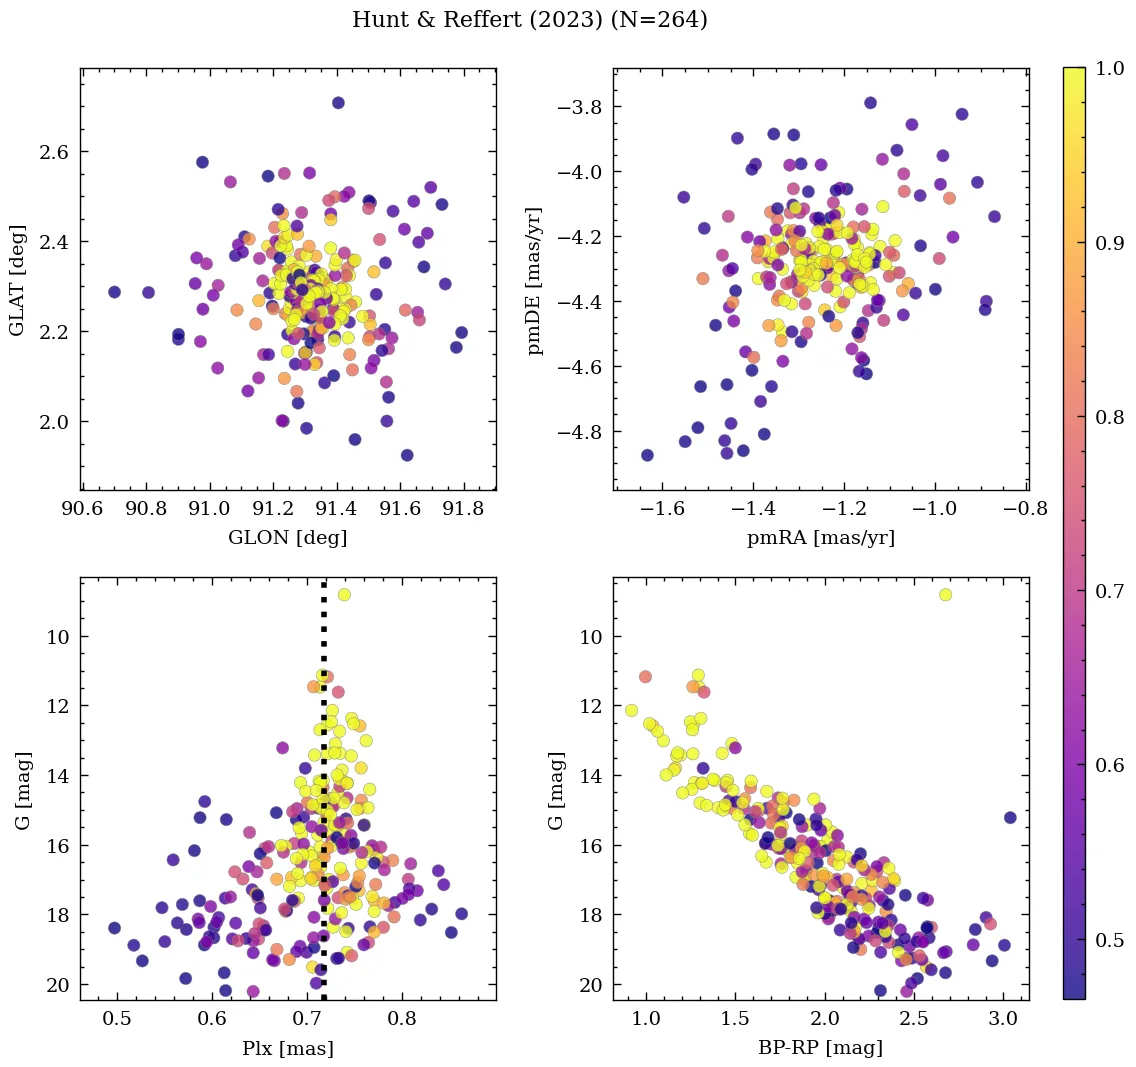 Hunt & Reffert (2023) (N=264)
2.6
2.4
2.2
2.0
GLAT [deg]
90.6 90.8 91.0 91.2 91.4 91.6 91.8
GLON [deg]
−3.8
−4.0
−4.2
−4.4
−4.6
−4.8
pmDE [mas/yr]
−1.6 −1.4 −1.2 −1.0 −0.8
pmRA [mas/yr]
10
12
14
16
18
20
G [mag]
0.5 0.6 0.7 0.8
Plx [mas]
10
12
14
16
18
20
G [mag]
1.0 1.5 2.0 2.5 3.0
BP-RP [mag]
1.0
0.9
0.8
0.7
0.6
0.5